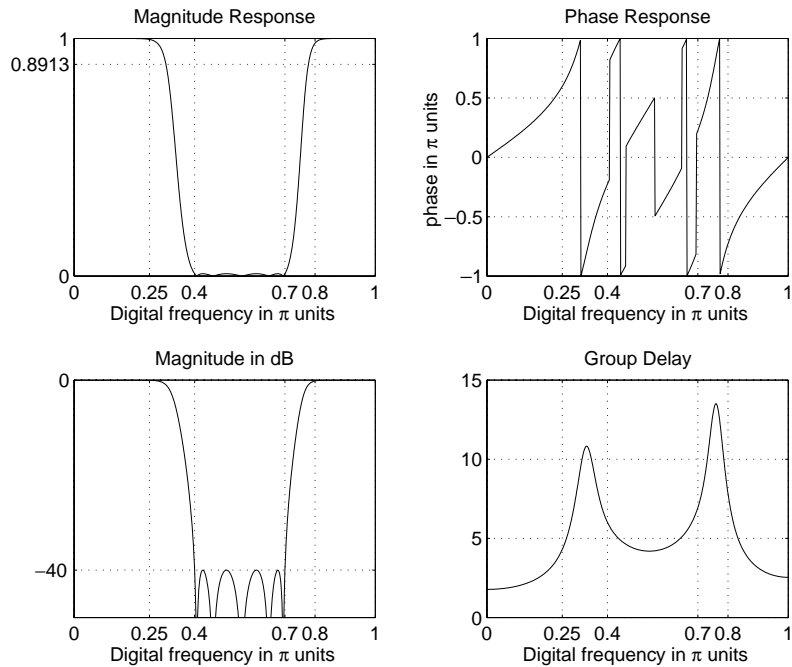 Magnitude Response
1
0.8913
0
0 0.25 0.4 0.7 0.8 1
Digital frequency in π units
Phase Response
phase in π units
1
0.5
0
−0.5
−1
0 0.25 0.4 0.7 0.8 1
Digital frequency in π units
Magnitude in dB
0
−40
0 0.25 0.4 0.7 0.8 1
Digital frequency in π units
Group Delay
15
10
5
0
0 0.25 0.4 0.7 0.8 1
Digital frequency in π units